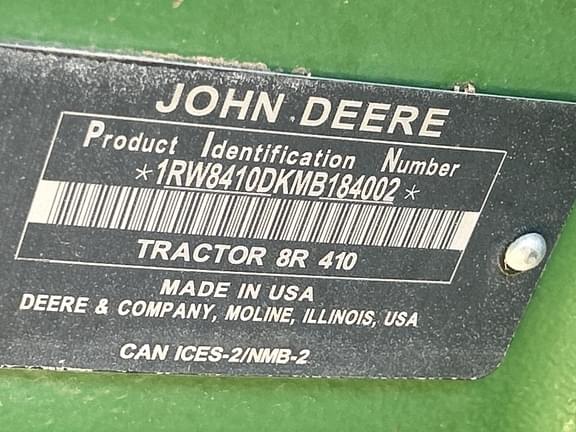 JOHN DEERE
Product Identification Number
*1RW8410DKMB184002*
TRACTOR 8R 410
MADE IN USA
DEERE & COMPANY, MOLINE, ILLINOIS, USA
CAN ICES-2/NMB-2